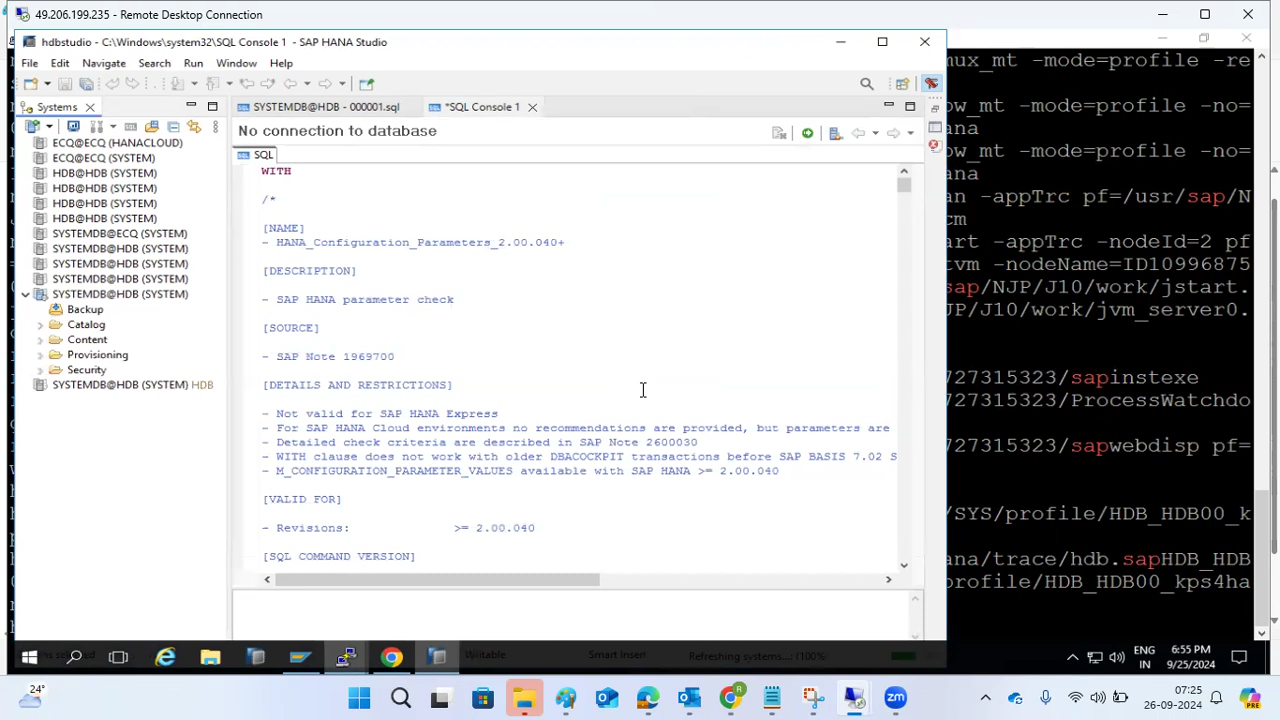 49.206.199.235 - Remote Desktop Connection
hdbstudio - C:\Windows\system32\SQL Console 1 - SAP HANA Studio
File Edit Navigate Search Run Window Help
Systems
SYSTEMDB@HDB - 000001.sql
*SQL Console 1
No connection to database
SQL
ECQ@ECQ (HANACLOUD)
ECQ@ECQ (SYSTEM)
HDB@HDB (SYSTEM)
HDB@HDB (SYSTEM)
HDB@HDB (SYSTEM)
HDB@HDB (SYSTEM)
SYSTEMDB@ECQ (SYSTEM)
SYSTEMDB@HDB (SYSTEM)
SYSTEMDB@HDB (SYSTEM)
SYSTEMDB@HDB (SYSTEM)
SYSTEMDB@HDB (SYSTEM)
Backup
Catalog
Content
Provisioning
Security
SYSTEMDB@HDB (SYSTEM) HDB
WITH
/*
[NAME]
- HANA_Configuration_Parameters_2.00.040+
[DESCRIPTION]
- SAP HANA parameter check
[SOURCE]
- SAP Note 1969700
[DETAILS AND RESTRICTIONS]
- Not valid for SAP HANA Express
- For SAP HANA Cloud environments no recommendations are provided, but parameters are
- Detailed check criteria are described in SAP Note 2600030
- WITH clause does not work with older DBACOCKPIT transactions before SAP BASIS 7.02 S
- M_CONFIGURATION_PARAMETER_VALUES available with SAP HANA >= 2.00.040
[VALID FOR]
- Revisions: >= 2.00.040
[SQL COMMAND VERSION]
mux_mt -mode=profile -re
ow_mt -mode=profile -no=
ana
ow_mt -mode=profile -no=
ana
an -appTrc pf=/usr/sap/N
cm
art -appTrc -nodeId=2 pf
tvm -nodeName=ID10996875
sap/NJP/J10/work/jstart.
JP/J10/work/jvm_server0.
727315323/sapinstexe
727315323/ProcessWatchdo
727315323/sapwebdisp pf=
/SYS/profile/HDB_HDB00_k
ana/trace/hdb.sapHDB_HDB
profile/HDB_HDB00_kps4ha
Writable
Smart Insert
Refreshing systems...: (100%)
ENG
IN
6:55 PM
9/25/2024
24°
07:25
26-09-2024
PRE
zm